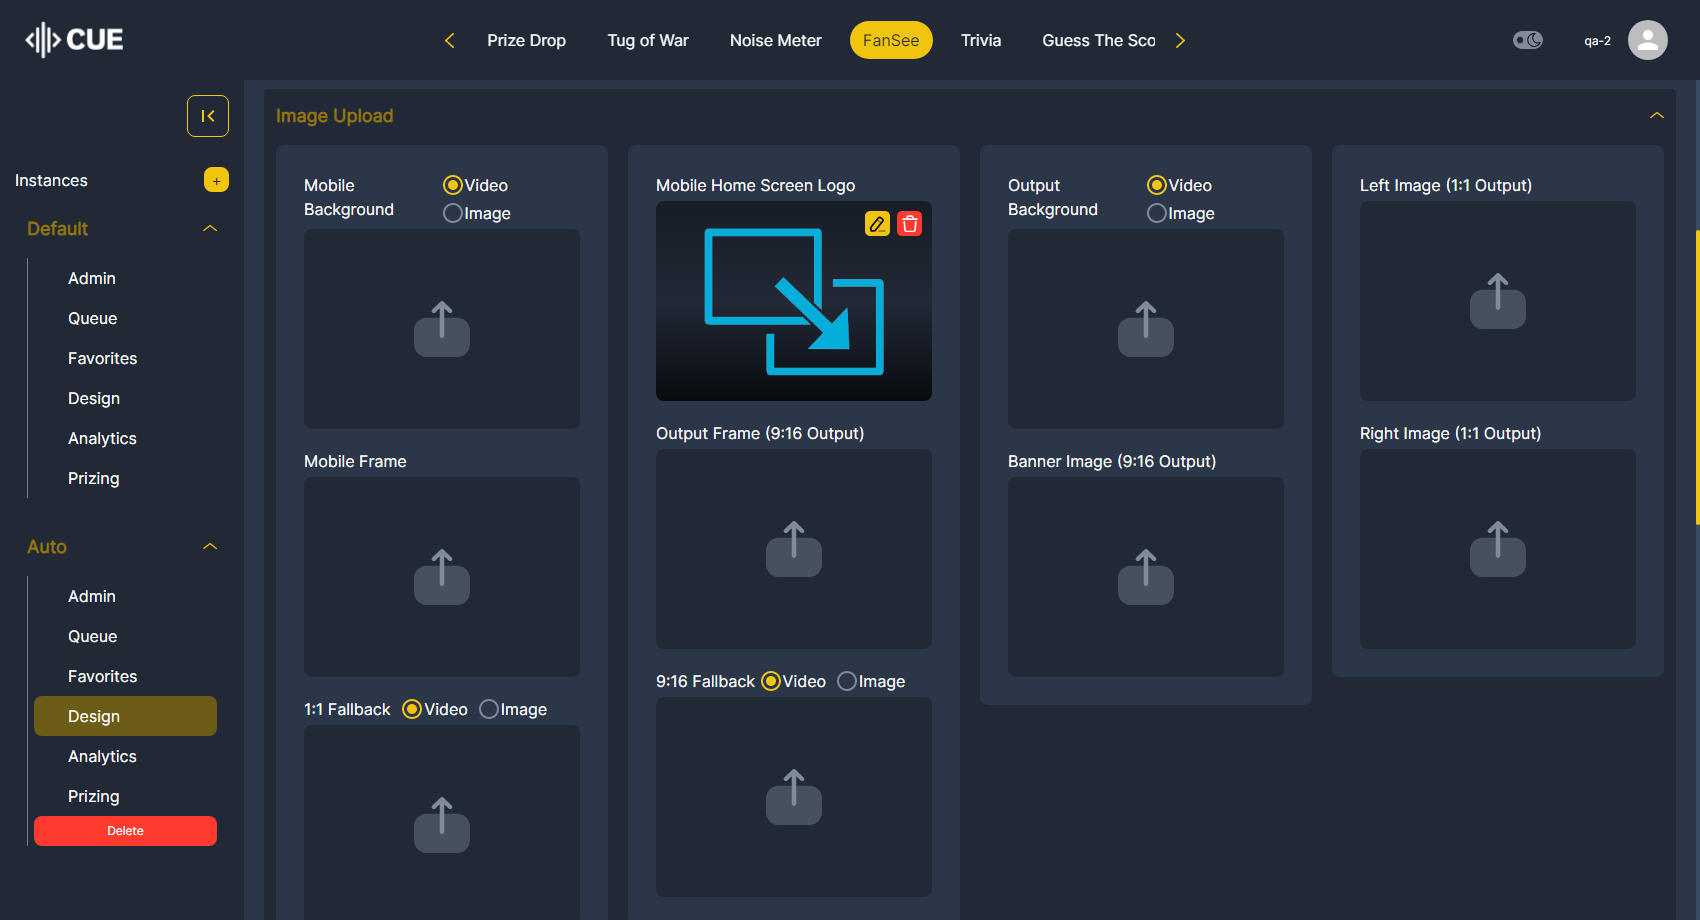 CUE
Prize Drop
Tug of War
Noise Meter
FanSee
Trivia
Guess The Sco
qa-2
Instances
+
Default
Admin
Queue
Favorites
Design
Analytics
Prizing
Auto
Admin
Queue
Favorites
Design
Analytics
Prizing
Delete
Image Upload
Mobile
Background
Video
Image
Mobile Frame
1:1 Fallback Video Image
Mobile Home Screen Logo
Output Frame (9:16 Output)
9:16 Fallback Video Image
Output
Background
Video
Image
Banner Image (9:16 Output)
Left Image (1:1 Output)
Right Image (1:1 Output)